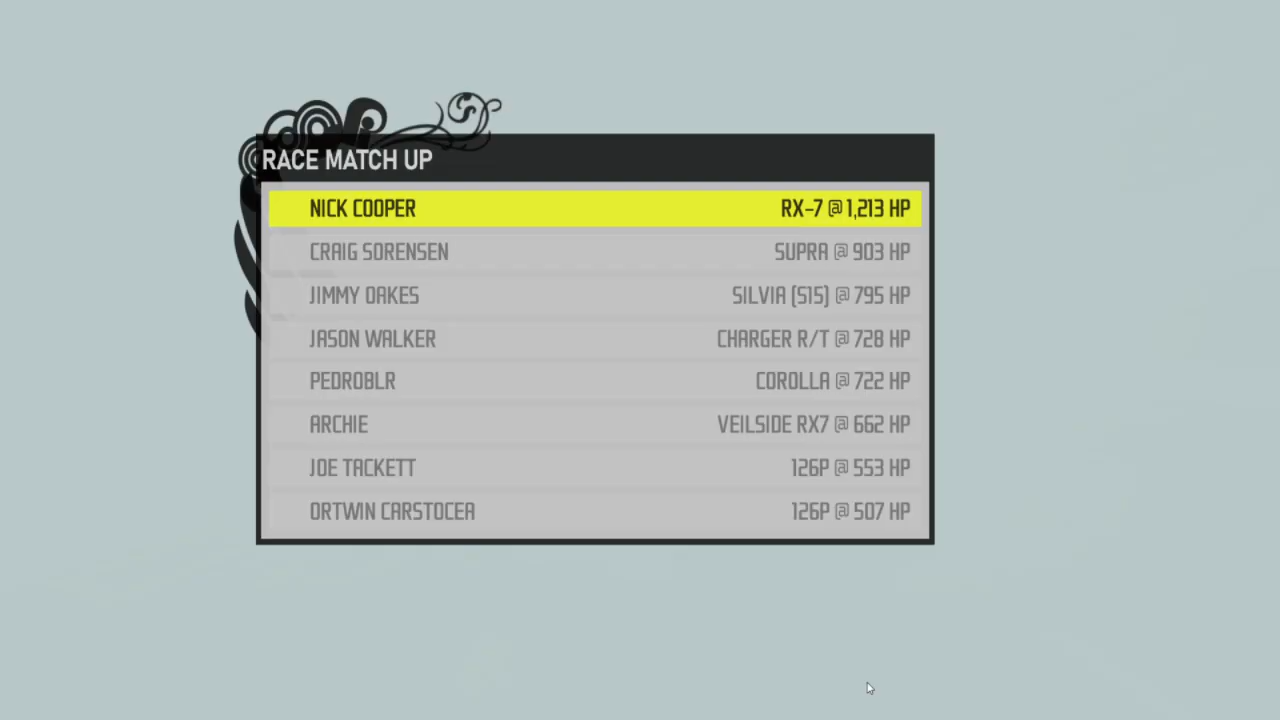 RACE MATCH UP
NICK COOPER RX-7 @ 1,213 HP
CRAIG SORENSEN SUPRA @ 903 HP
JIMMY OAKES SILVIA (S15) @ 795 HP
JASON WALKER CHARGER R/T @ 728 HP
PEDROBLR COROLLA @ 722 HP
ARCHIE VEILSIDE RX7 @ 662 HP
JOE TACKETT 126P @ 553 HP
ORTWIN CARSTOCEA 126P @ 507 HP